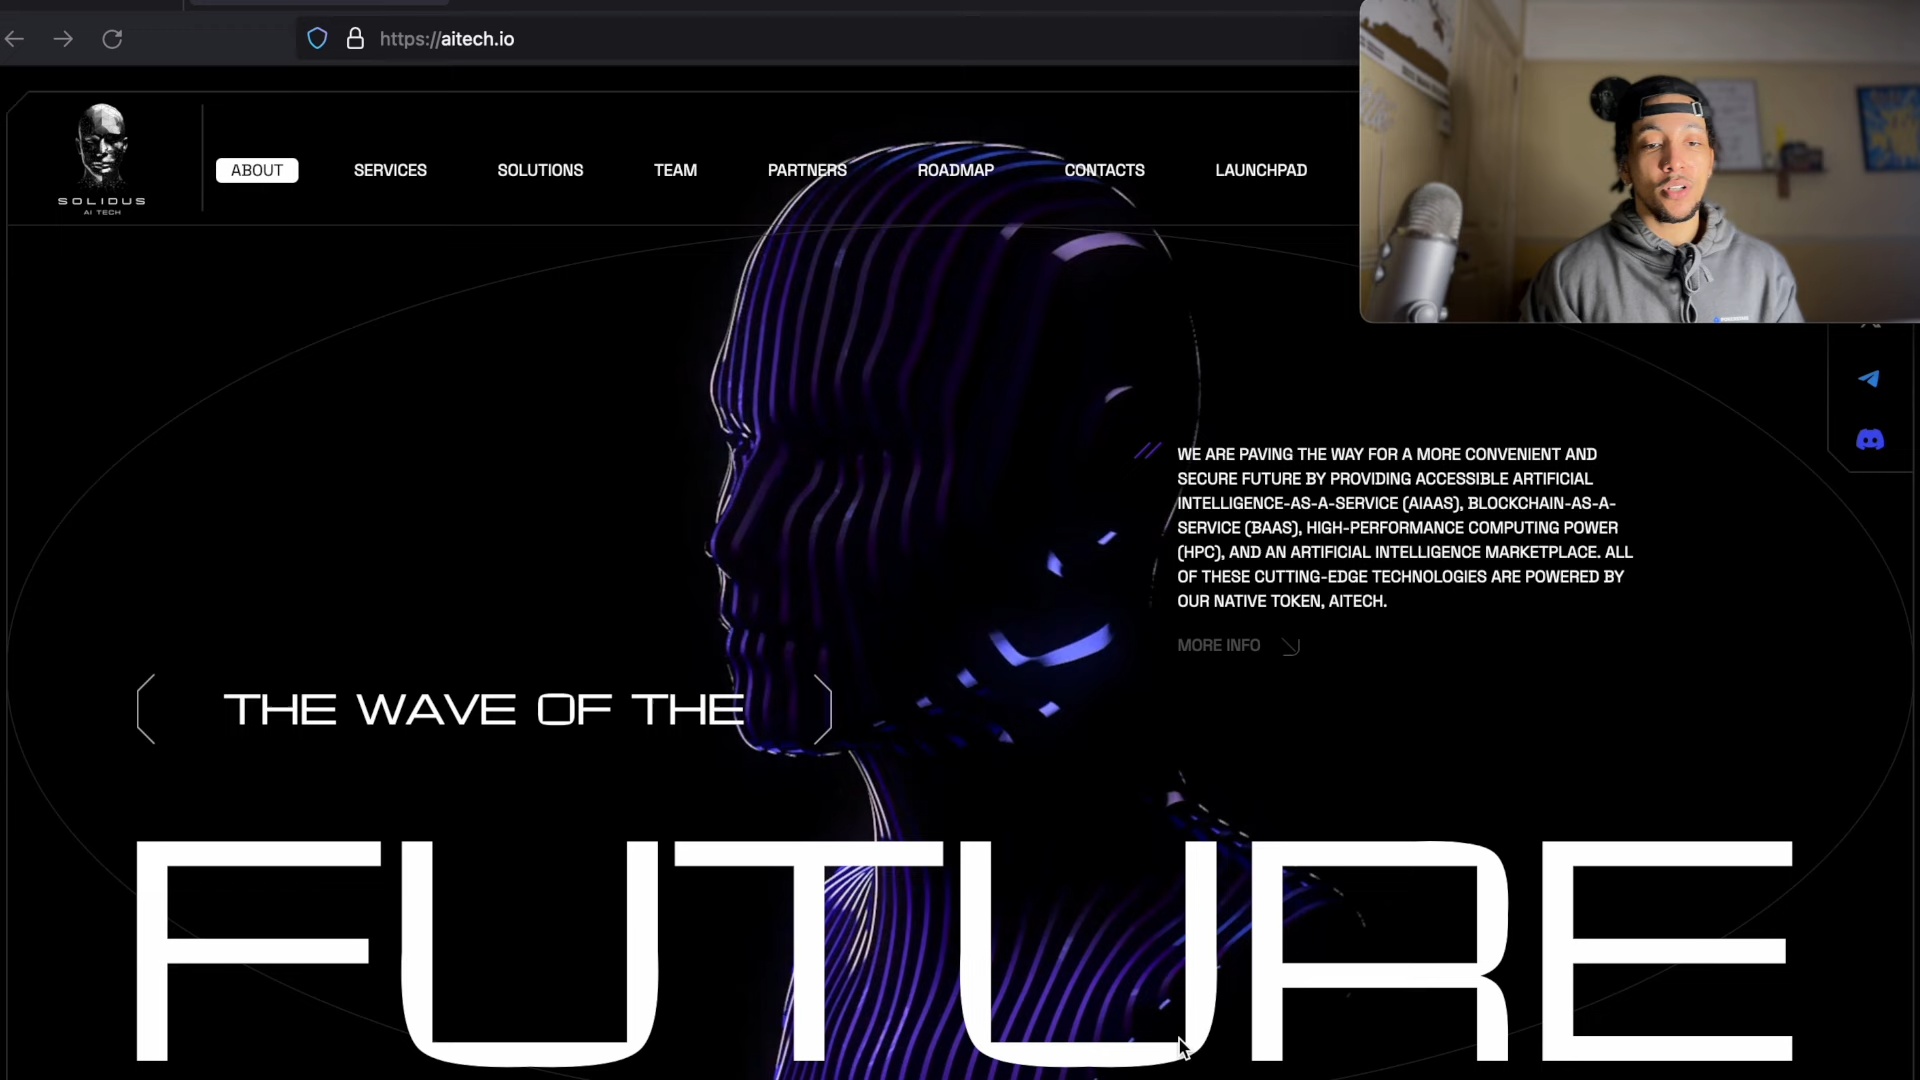 https://aitech.io
SOLIDUS
AI TECH
ABOUT
SERVICES
SOLUTIONS
TEAM
PARTNERS
ROADMAP
CONTACTS
LAUNCHPAD
WE ARE PAVING THE WAY FOR A MORE CONVENIENT AND
SECURE FUTURE BY PROVIDING ACCESSIBLE ARTIFICIAL
INTELLIGENCE-AS-A-SERVICE (AIAAS), BLOCKCHAIN-AS-A-
SERVICE (BAAS), HIGH-PERFORMANCE COMPUTING POWER
(HPC), AND AN ARTIFICIAL INTELLIGENCE MARKETPLACE. ALL
OF THESE CUTTING-EDGE TECHNOLOGIES ARE POWERED BY
OUR NATIVE TOKEN, AITECH.
MORE INFO
THE WAVE OF THE
FUTURE